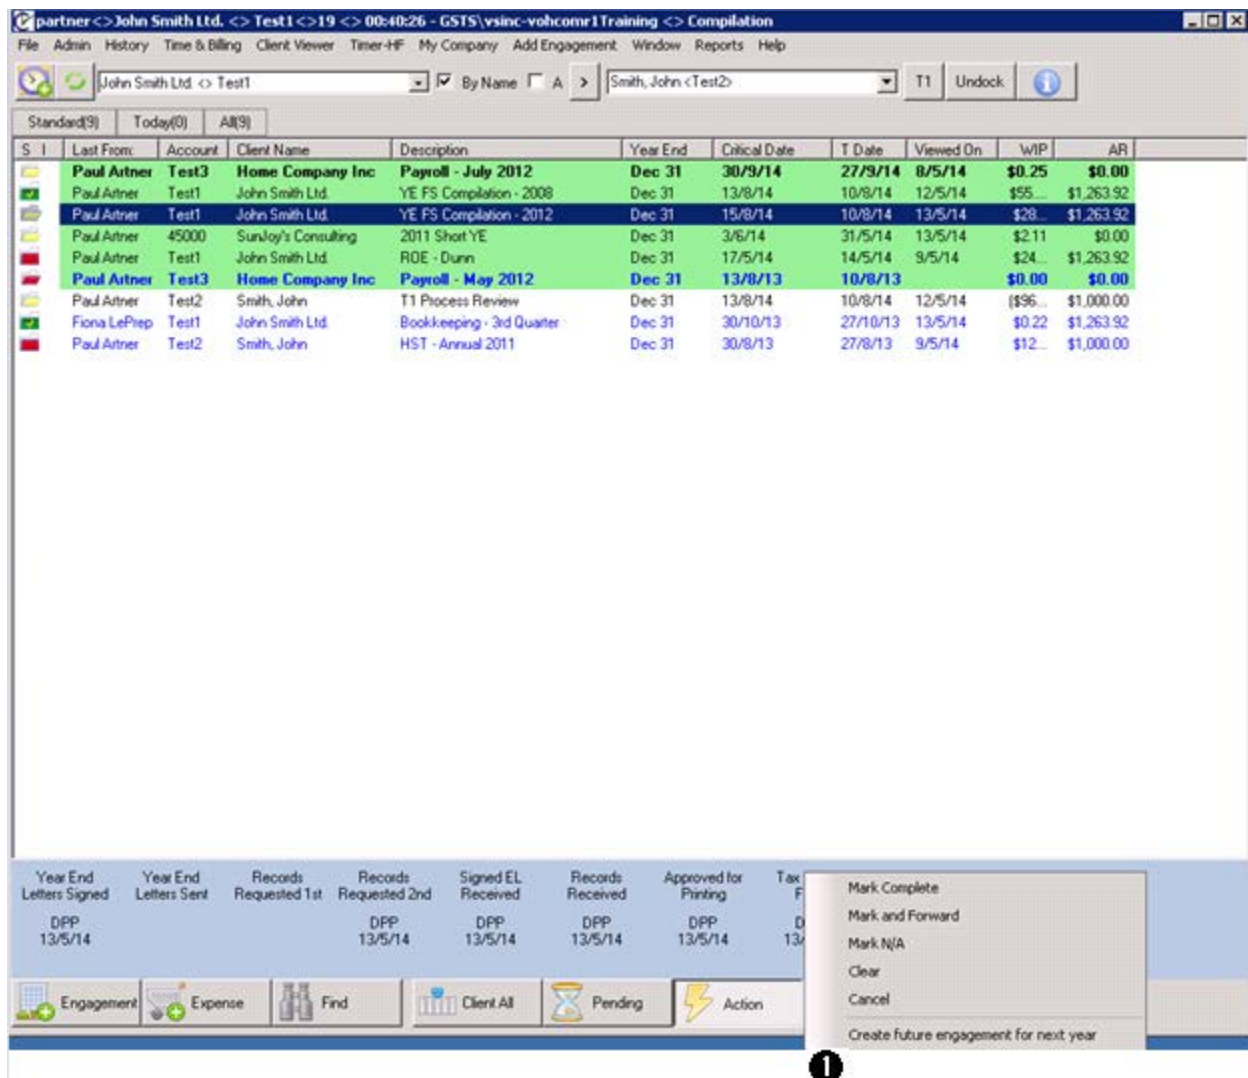 partner<>John Smith Ltd. <> Test1<>19 <> 00:40:26 - GSTS\vsinc-vohcomr1Training <> Compilation
File Admin History Time & Billing Client Viewer Timer-HF My Company Add Engagement Window Reports Help
John Smith Ltd. <> Test1 By Name A > Smith, John <Test2> T1 Undock
Standard(9) Today(0) All(9)
S I Last From: Account Client Name Description Year End Critical Date T Date Viewed On WIP AR
Paul Artner Test3 Home Company Inc Payroll - July 2012 Dec 31 30/9/14 27/9/14 8/5/14 $0.25 $0.00
Paul Artner Test1 John Smith Ltd. YE FS Compilation - 2008 Dec 31 13/8/14 10/8/14 12/5/14 $55... $1,263.92
Paul Artner Test1 John Smith Ltd. YE FS Compilation - 2012 Dec 31 15/8/14 10/8/14 13/5/14 $28... $1,263.92
Paul Artner 45000 SunJoy's Consulting 2011 Short YE Dec 31 3/6/14 31/5/14 13/5/14 $2.11 $0.00
Paul Artner Test1 John Smith Ltd. ROE - Dunn Dec 31 17/5/14 14/5/14 9/5/14 $24... $1,263.92
Paul Artner Test3 Home Company Inc Payroll - May 2012 Dec 31 13/8/13 10/8/13 $0.00 $0.00
Paul Artner Test2 Smith, John T1 Process Review Dec 31 13/8/14 10/8/14 12/5/14 ($96... $1,000.00
Fiona LePrep Test1 John Smith Ltd. Bookkeeping - 3rd Quarter Dec 31 30/10/13 27/10/13 13/5/14 $0.22 $1,263.92
Paul Artner Test2 Smith, John HST - Annual 2011 Dec 31 30/8/13 27/8/13 9/5/14 $12... $1,000.00
Year End Year End Records Records Signed EL Records Approved for Tax
Letters Signed Letters Sent Requested 1st Requested 2nd Received Received Printing F
DPP DPP DPP DPP DPP D
13/5/14 13/5/14 13/5/14 13/5/14 13/5/14 13/
Mark Complete
Mark and Forward
Mark N/A
Clear
Cancel
Create future engagement for next year
Engagement Expense Find Client All Pending Action
1